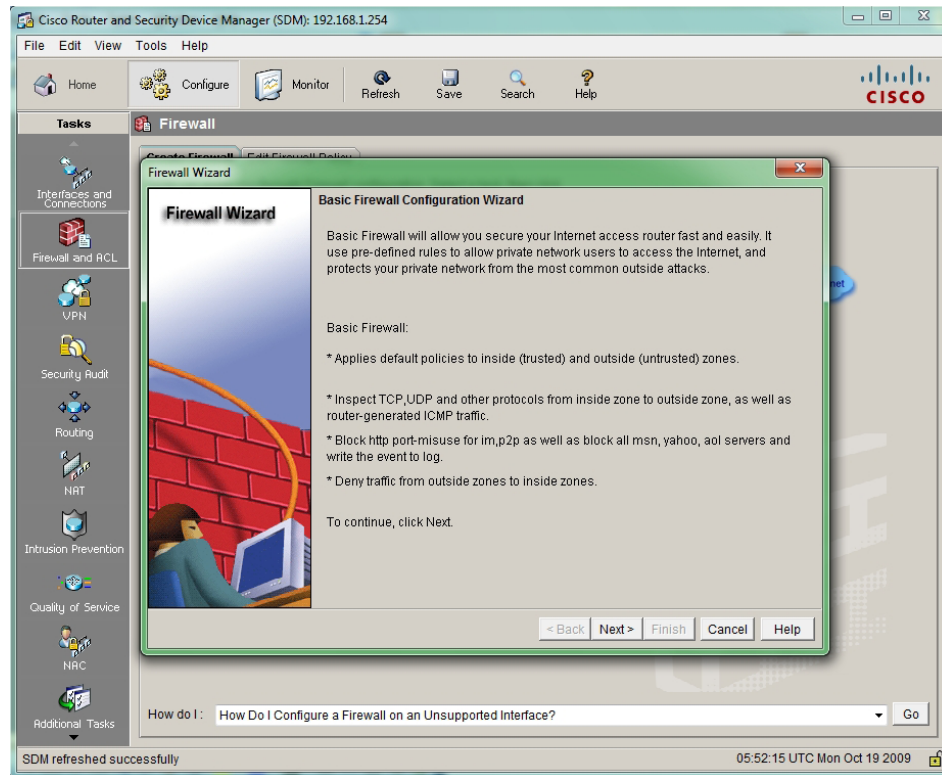 Cisco Router and Security Device Manager (SDM): 192.168.1.254
File Edit View Tools Help
Home Configure Monitor Refresh Save Search Help
CISCO
Tasks
Firewall
Create Firewall Edit Firewall Policy
Interfaces and Connections
Firewall and ACL
VPN
Security Audit
Routing
NAT
Intrusion Prevention
Quality of Service
NAC
Additional Tasks
Firewall Wizard
Firewall Wizard
Basic Firewall Configuration Wizard
Basic Firewall will allow you secure your Internet access router fast and easily. It
use pre-defined rules to allow private network users to access the Internet, and
protects your private network from the most common outside attacks.
Basic Firewall:
* Applies default policies to inside (trusted) and outside (untrusted) zones.
* Inspect TCP,UDP and other protocols from inside zone to outside zone, as well as
router-generated ICMP traffic.
* Block http port-misuse for im,p2p as well as block all msn, yahoo, aol servers and
write the event to log.
* Deny traffic from outside zones to inside zones.
To continue, click Next.
< Back Next > Finish Cancel Help
net
How do I : How Do I Configure a Firewall on an Unsupported Interface? Go
SDM refreshed successfully 05:52:15 UTC Mon Oct 19 2009